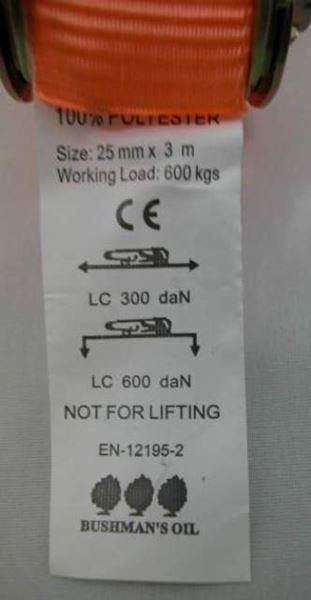 100% POLYESTER
Size: 25 mm x 3 m
Working Load: 600 kgs
CE
LC 300 daN
LC 600 daN
NOT FOR LIFTING
EN-12195-2
BUSHMAN'S OIL